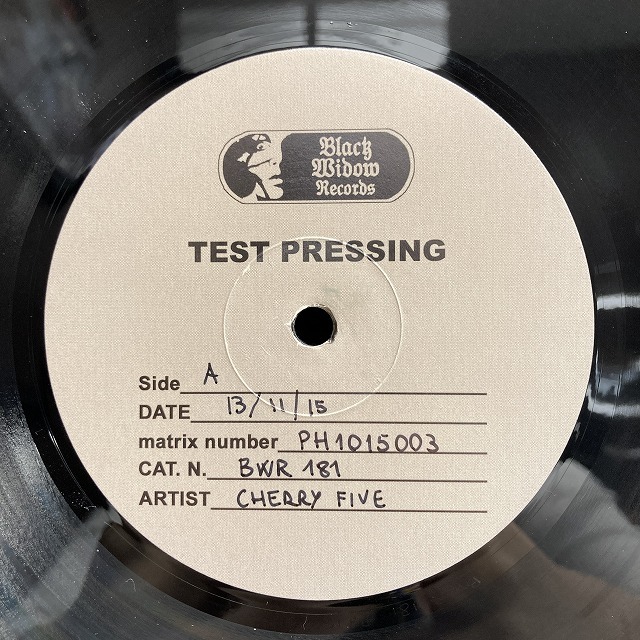 Black
Widow
Records
TEST PRESSING
Side A
DATE 13/11/15
matrix number PH1015003
CAT. N. BWR 181
ARTIST CHERRY FIVE